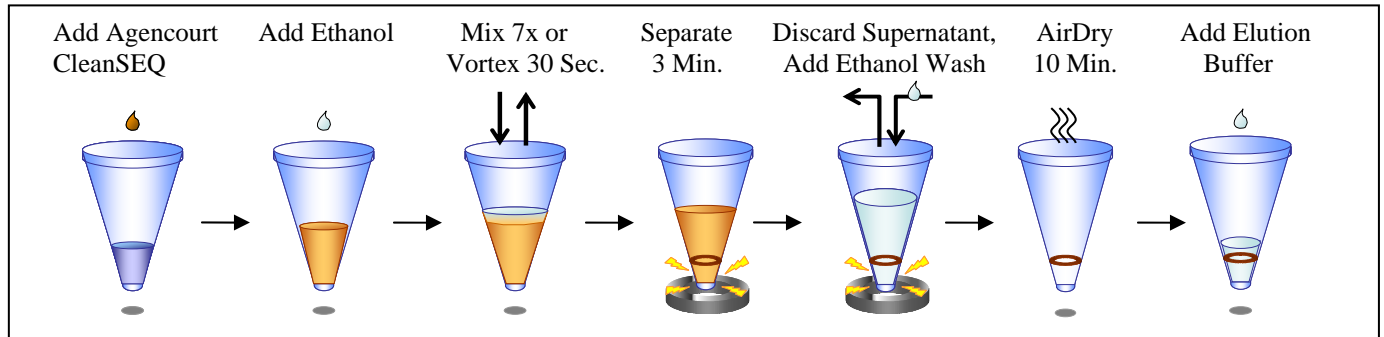 Add Agencourt
CleanSEQ
Add Ethanol
Mix 7x or
Vortex 30 Sec.
Separate
3 Min.
Discard Supernatant,
Add Ethanol Wash
AirDry
10 Min.
Add Elution
Buffer